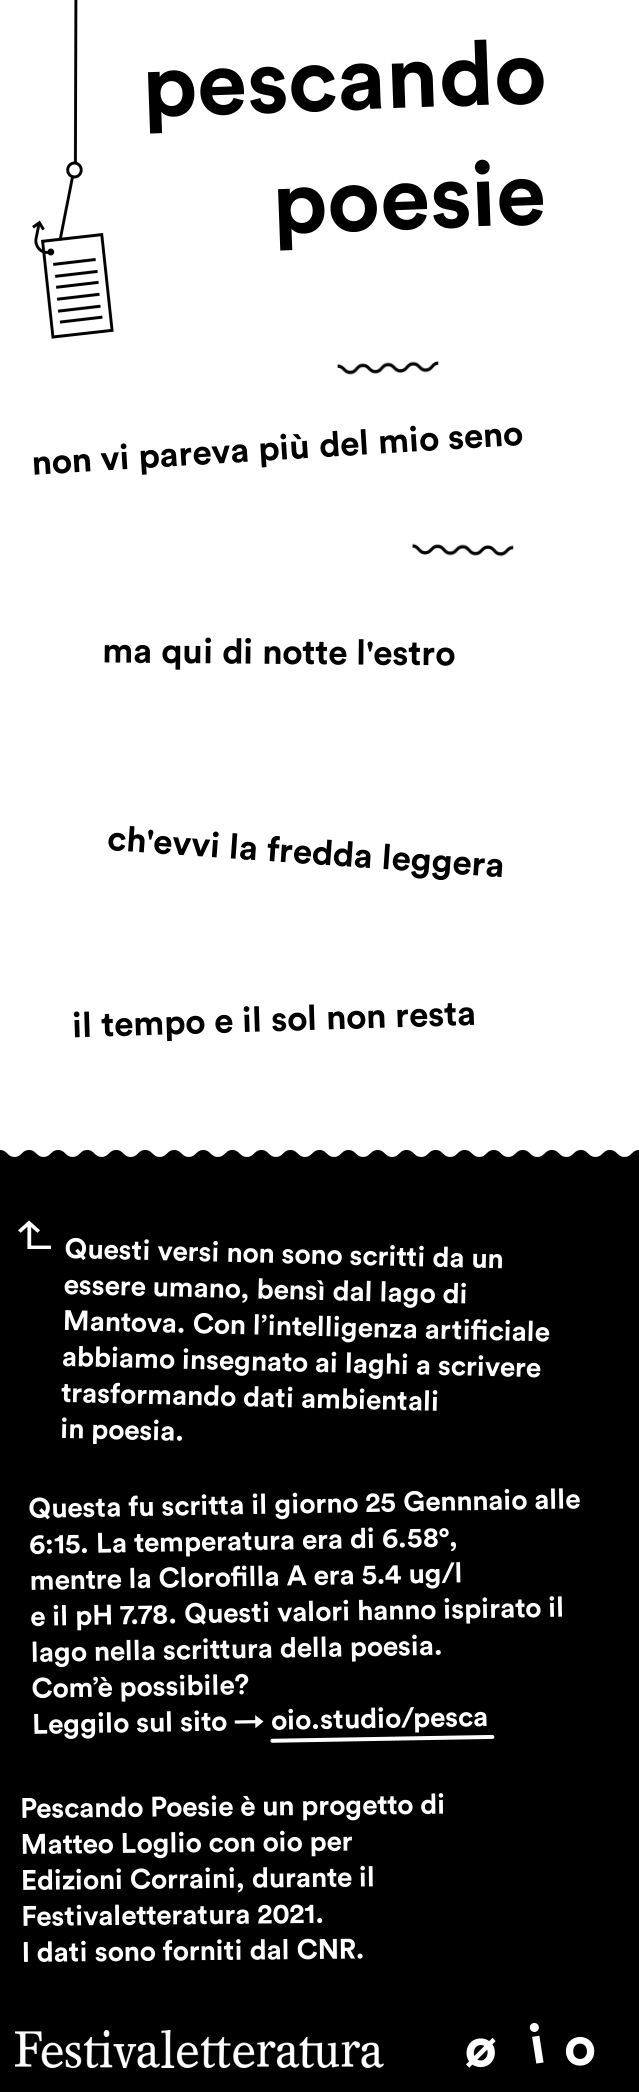 pescando
poesie
non vi pareva più del mio seno
ma qui di notte l'estro
ch'evvi la fredda leggera
il tempo e il sol non resta
Questi versi non sono scritti da un
essere umano, bensì dal lago di
Mantova. Con l’intelligenza artificiale
abbiamo insegnato ai laghi a scrivere
trasformando dati ambientali
in poesia.
Questa fu scritta il giorno 25 Gennnaio alle
6:15. La temperatura era di 6.58°,
mentre la Clorofilla A era 5.4 ug/l
e il pH 7.78. Questi valori hanno ispirato il
lago nella scrittura della poesia.
Com’è possibile?
Leggilo sul sito → oio.studio/pesca
Pescando Poesie è un progetto di
Matteo Loglio con oio per
Edizioni Corraini, durante il
Festivaletteratura 2021.
I dati sono forniti dal CNR.
Festivaletteratura ø i o